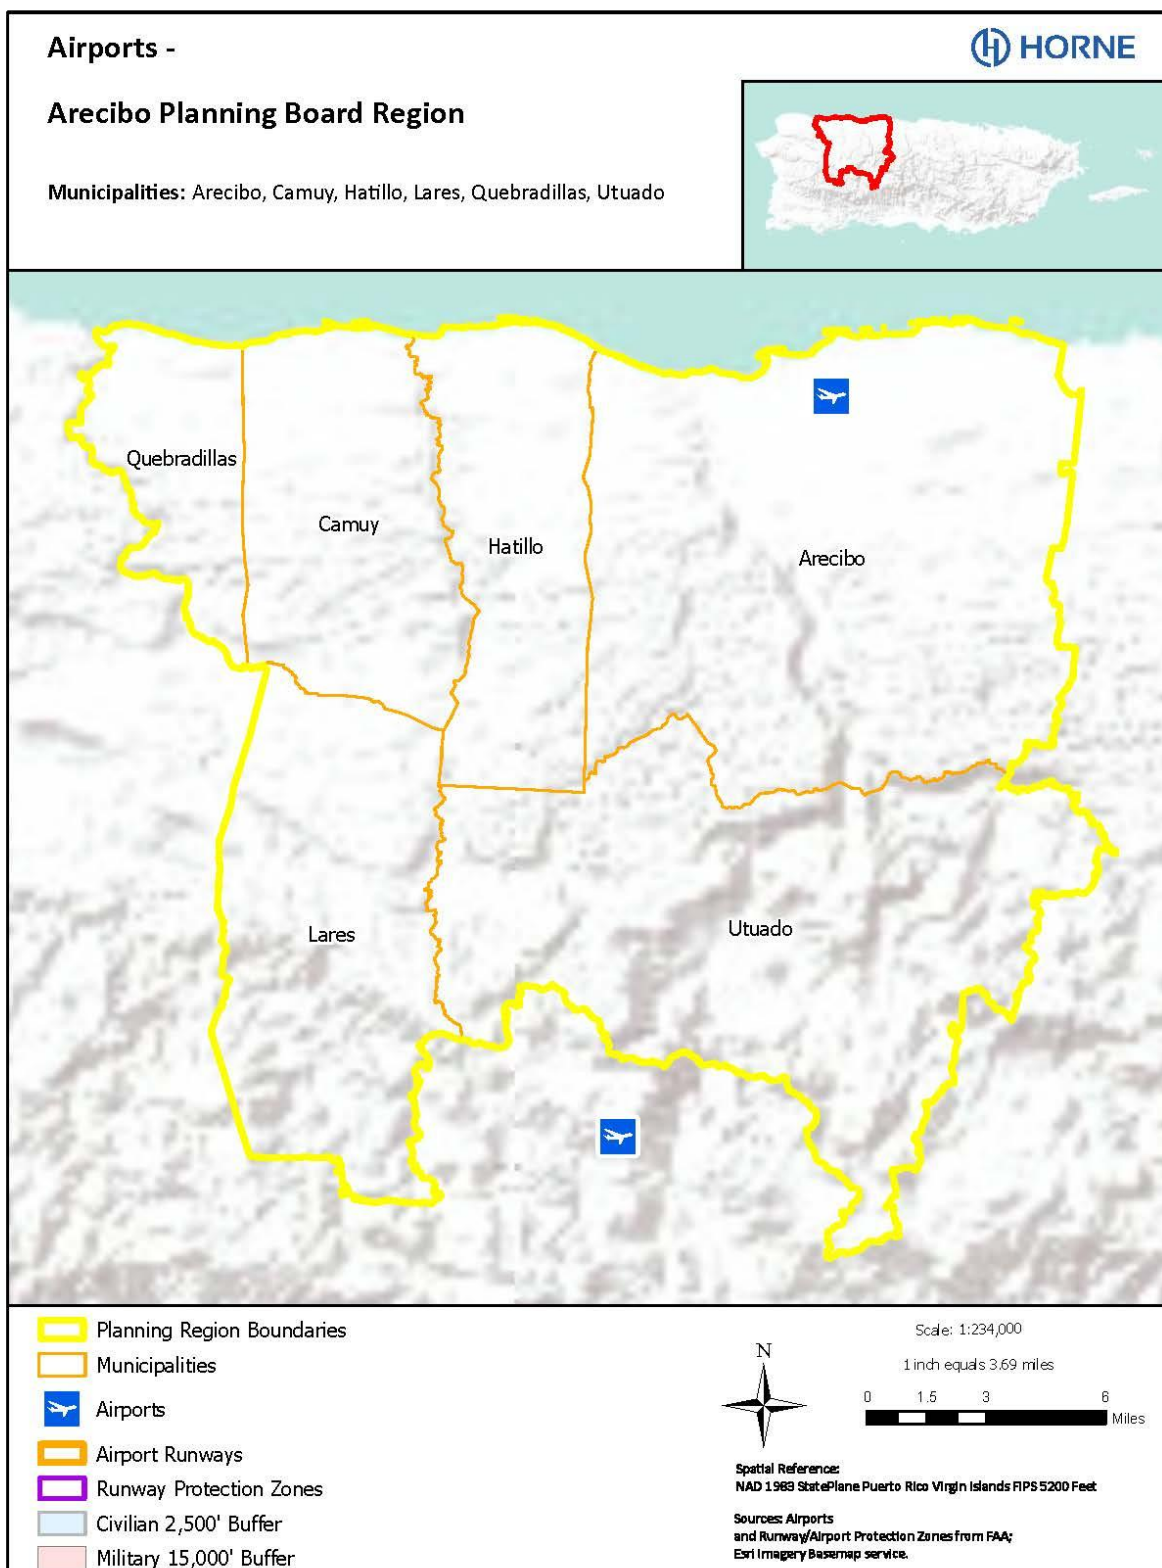 Airports -
HORNE
Arecibo Planning Board Region
Municipalities: Arecibo, Camuy, Hatillo, Lares, Quebradillas, Utuado
Quebradillas
Camuy
Hatillo
Arecibo
Lares
Utuado
Planning Region Boundaries
Municipalities
Airports
Airport Runways
Runway Protection Zones
Civilian 2,500' Buffer
Military 15,000' Buffer
N
Scale: 1:234,000
1 inch equals 3.69 miles
0 1.5 3 6
Miles
Spatial Reference:
NAD 1983 StatePlane Puerto Rico Virgin Islands FIPS 5200 Feet
Sources: Airports
and Runway/Airport Protection Zones from FAA;
Esri Imagery Basemap service.